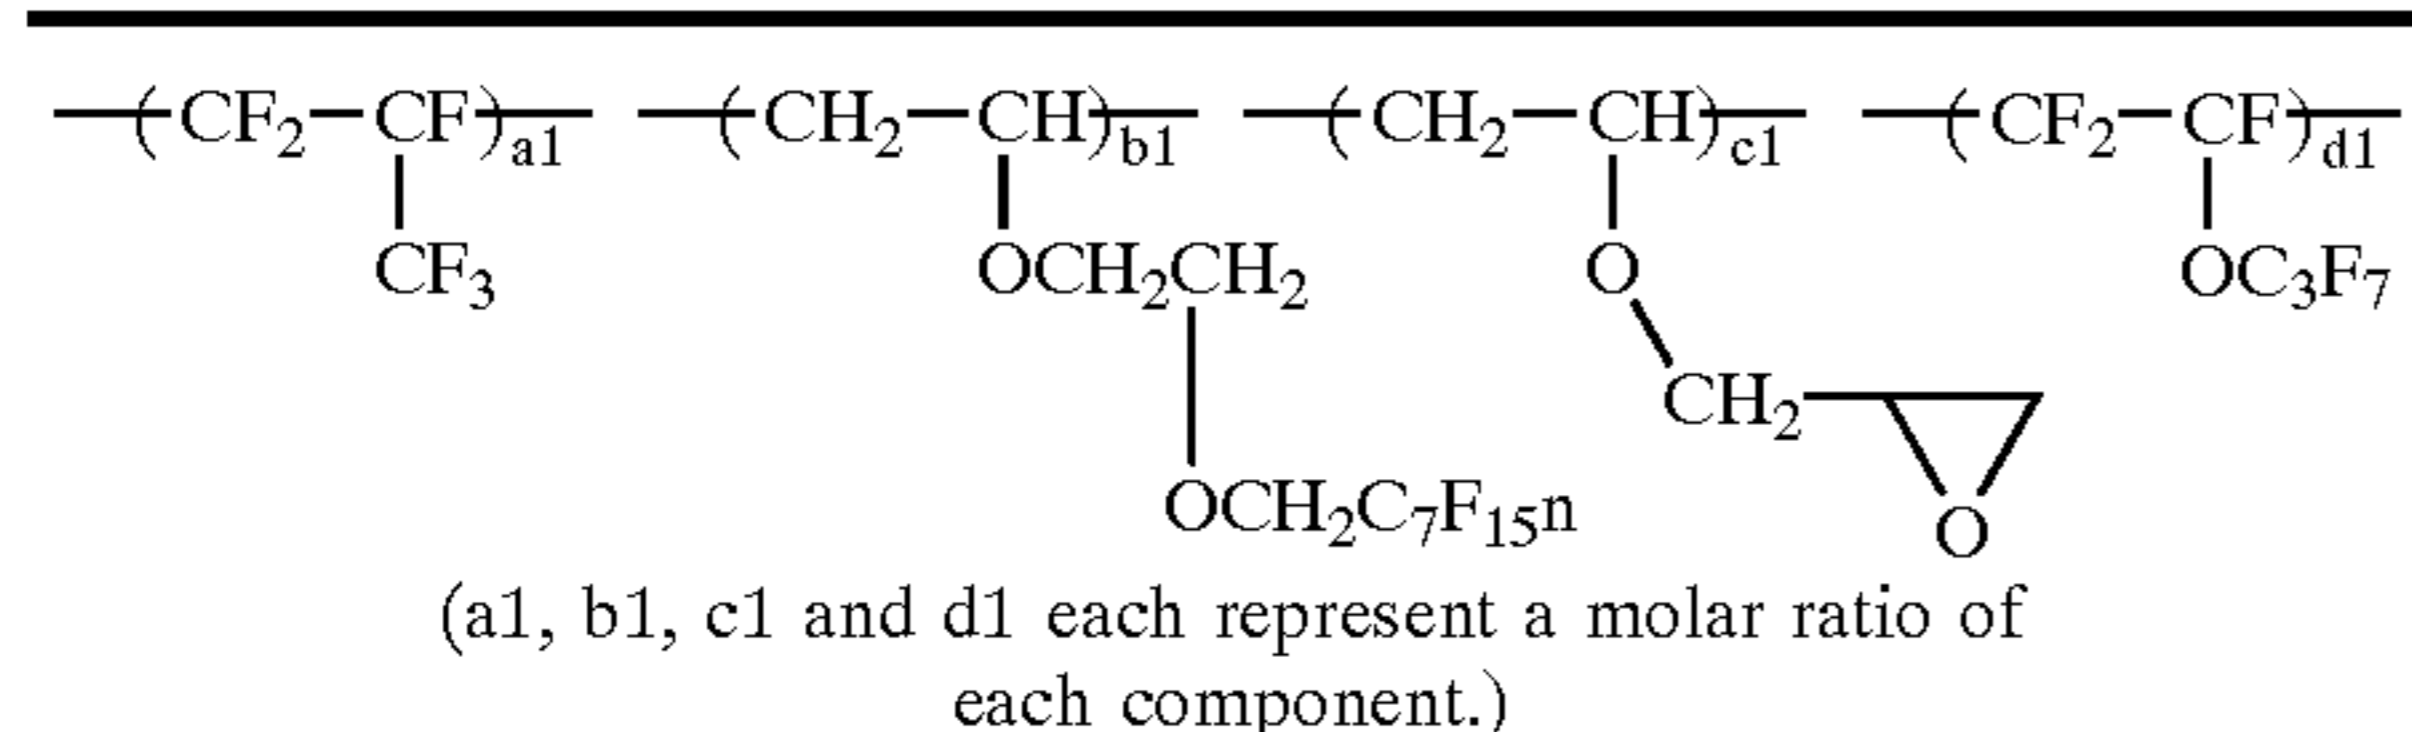 —(CF₂—CF)a1— —(CH₂—CH)b1— —(CH₂—CH)c1— —(CF₂—CF)d1—
CF₃ OCH₂CH₂ O OC₃F₇
CH₂
OCH₂C₇F₁₅n O
(a1, b1, c1 and d1 each represent a molar ratio of
each component.)